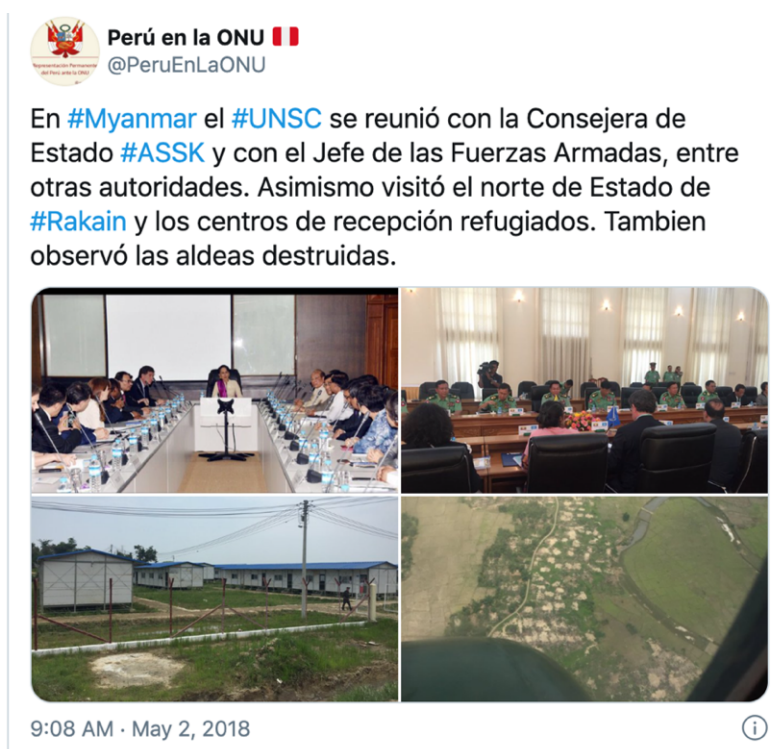 Perú en la ONU
@PeruEnLaONU
En #Myanmar el #UNSC se reunió con la Consejera de
Estado #ASSK y con el Jefe de las Fuerzas Armadas, entre
otras autoridades. Asimismo visitó el norte de Estado de
#Rakain y los centros de recepción refugiados. Tambien
observó las aldeas destruidas.
9:08 AM · May 2, 2018